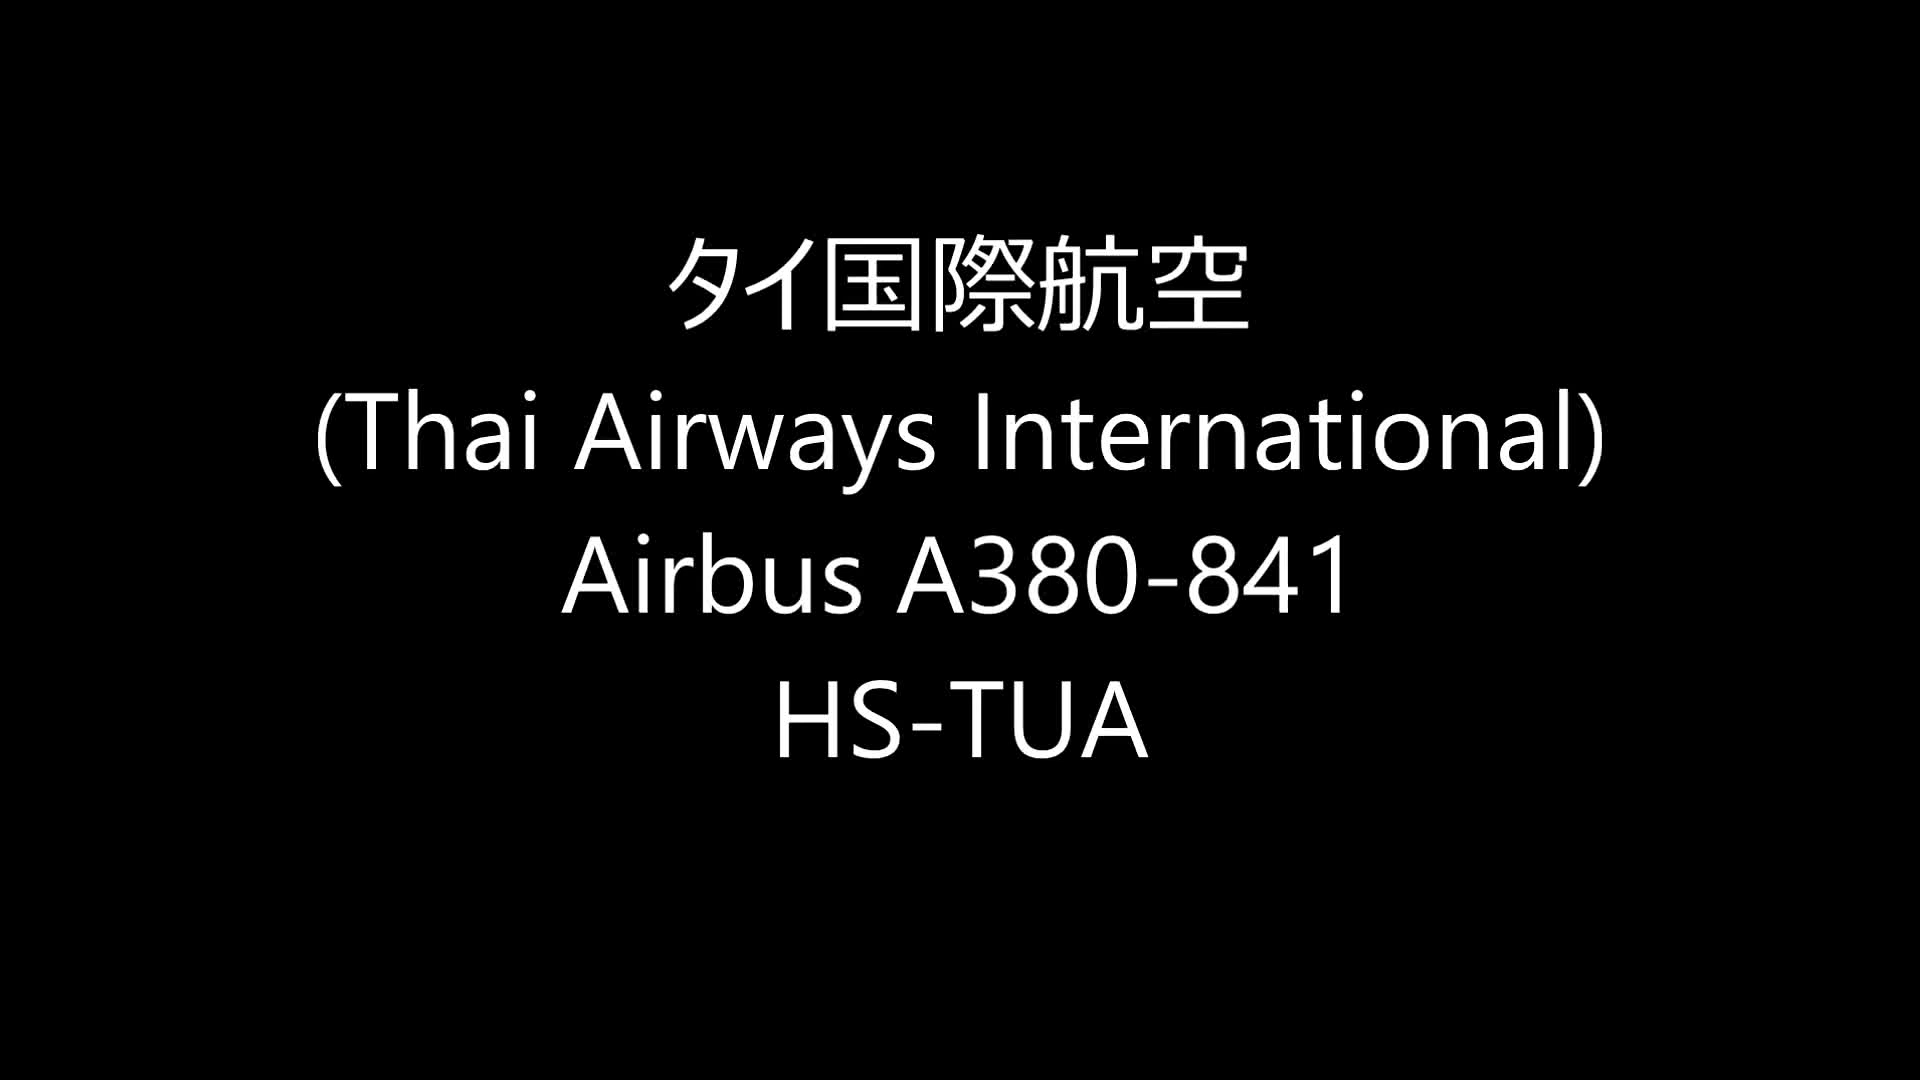 タイ国際航空
(Thai Airways International)
Airbus A380-841
HS-TUA